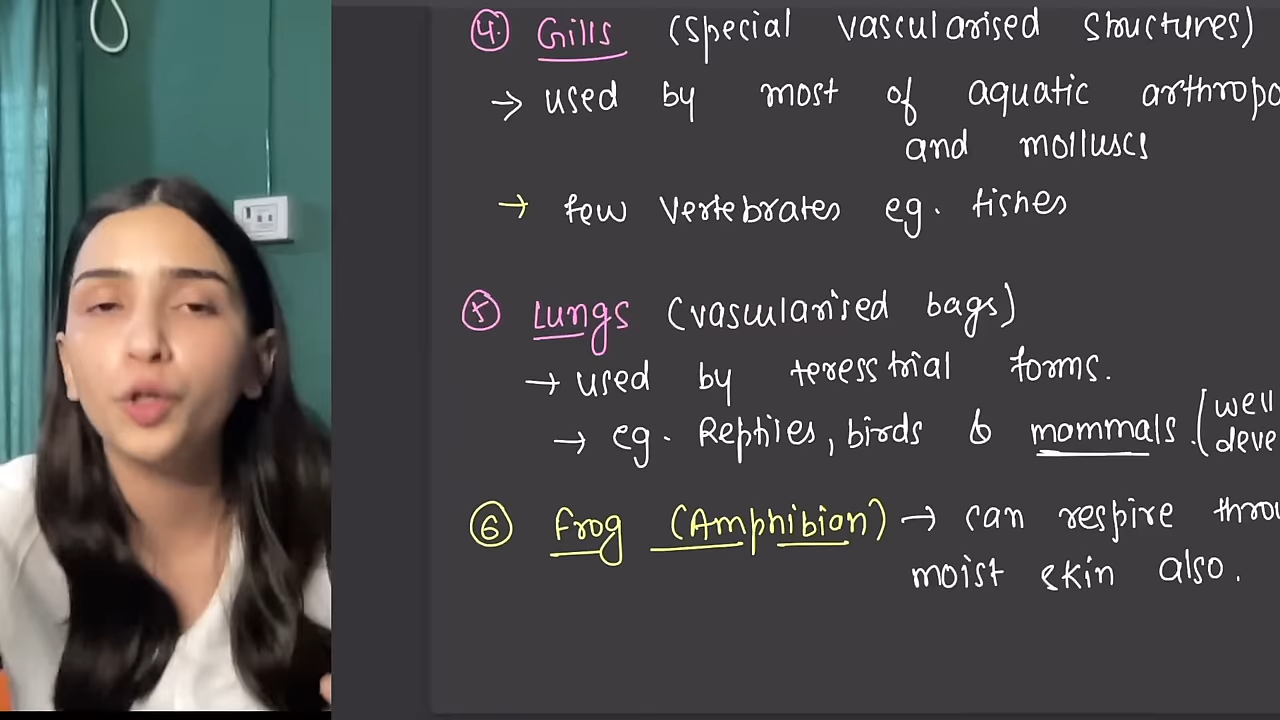 4. Gills (special vascularised structures)
→ used by most of aquatic arthropo
and molluscs
→ few vertebrates eg. fishes
5 Lungs (vascularised bags)
→ used by teresstrial forms.
→ eg. Reptiles, birds & mammals. (well
deve
6 Frog (Amphibian) → can respire throu
moist skin also.